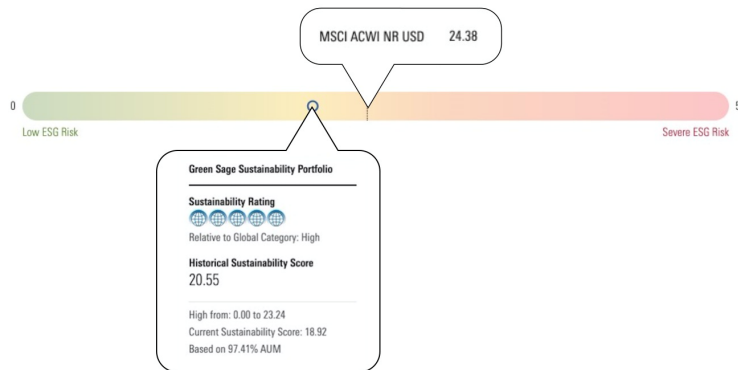 MSCI ACWI NR USD 24.38
0
5
Low ESG Risk
Severe ESG Risk
Green Sage Sustainability Portfolio
Sustainability Rating
Relative to Global Category: High
Historical Sustainability Score
20.55
High from: 0.00 to 23.24
Current Sustainability Score: 18.92
Based on 97.41% AUM